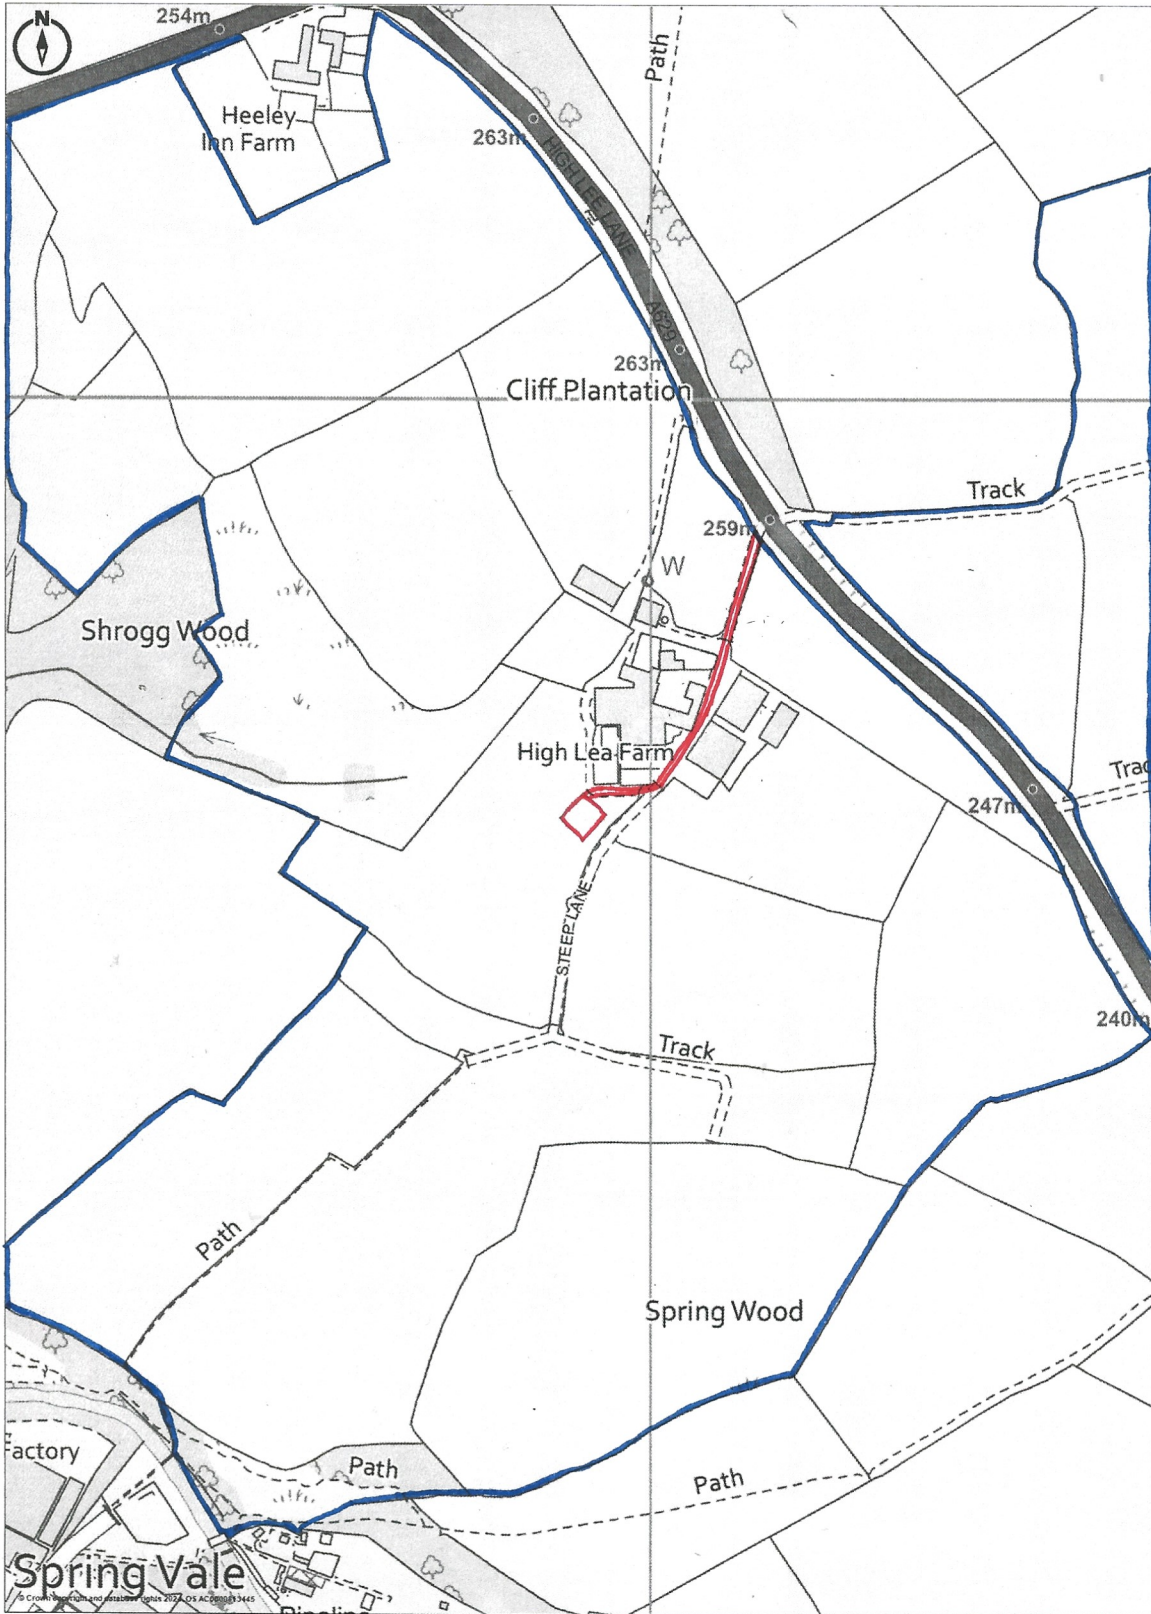 N
254m
Path
Heeley
Inn Farm
263m
HIGH LEE LANE
A629
263m
Cliff Plantation
Track
259m
W
Shrogg Wood
High Lea Farm
Trac
247m
STEEP LANE
240m
Track
Path
Spring Wood
Factory
Path
Path
Spring Vale